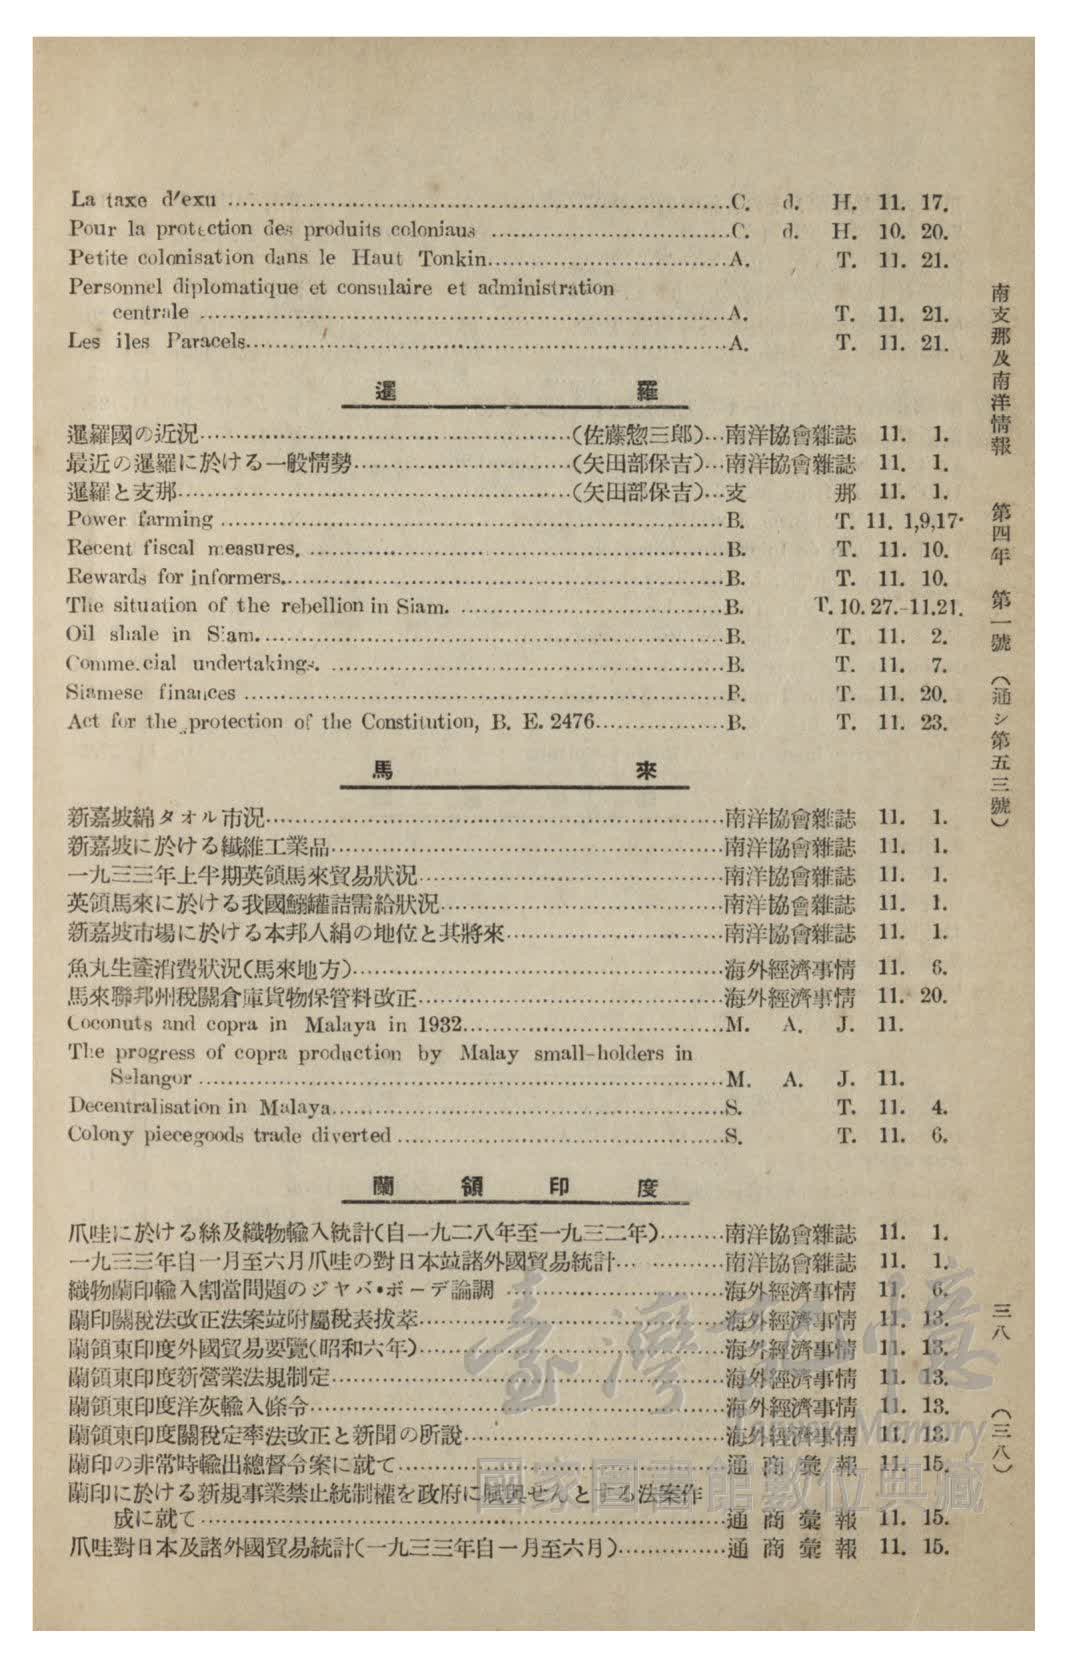 La taxe d'exu ........ C. d. H. 11. 17.
Pour la protection des produits coloniaus ........ C. d. H. 10. 20.
Petite colonisation dans le Haut Tonkin ........ A. T. 11. 21.
Personnel diplomatique et consulaire et administration
centrale ........ A. T. 11. 21.
Les iles Paracels ........ A. T. 11. 21.
暹羅
暹羅國の近況 ........ (佐藤惣三郎)…南洋協會雜誌 11. 1.
最近の暹羅に於ける一般情勢 ........ (矢田部保吉)…南洋協會雜誌 11. 1.
暹羅と支那 ........ (矢田部保吉)…支那 11. 1.
Power farming ........ B. T. 11. 1,9,17.
Recent fiscal measures. ........ B. T. 11. 10.
Rewards for informers. ........ B. T. 11. 10.
The situation of the rebellion in Siam. ........ B. T. 10. 27.-11.21.
Oil shale in Siam. ........ B. T. 11. 2.
Commercial undertakings. ........ B. T. 11. 7.
Siamese finances ........ B. T. 11. 20.
Act for the protection of the Constitution, B. E. 2476 ........ B. T. 11. 23.
馬來
新嘉坡綿タオル市況 ........ 南洋協會雜誌 11. 1.
新嘉坡に於ける纎維工業品 ........ 南洋協會雜誌 11. 1.
一九三三年上半期英領馬來貿易狀況 ........ 南洋協會雜誌 11. 1.
英領馬來に於ける我國鰮罐詰需給狀況 ........ 南洋協會雜誌 11. 1.
新嘉坡市場に於ける本邦人絹の地位と其將來 ........ 南洋協會雜誌 11. 1.
魚丸生產消費狀況(馬來地方) ........ 海外經濟事情 11. 6.
馬來聯邦州稅關倉庫貨物保管料改正 ........ 海外經濟事情 11. 20.
Coconuts and copra in Malaya in 1932 ........ M. A. J. 11.
The progress of copra production by Malay small-holders in
Selangor ........ M. A. J. 11.
Decentralisation in Malaya ........ S. T. 11. 4.
Colony piecegoods trade diverted ........ S. T. 11. 6.
蘭領印度
爪哇に於ける絲及織物輸入統計(自一九二八年至一九三二年) ........ 南洋協會雜誌 11. 1.
一九三三年自一月至六月爪哇の對日本竝諸外國貿易統計 ........ 南洋協會雜誌 11. 1.
織物蘭印輸入割當問題のジヤバ•ボーデ論調 ........ 海外經濟事情 11. 6.
蘭印關稅法改正法案竝附屬稅表拔萃 ........ 海外經濟事情 11. 13.
蘭領東印度外國貿易要覽(昭和六年) ........ 海外經濟事情 11. 13.
蘭領東印度新營業法規制定 ........ 海外經濟事情 11. 13.
蘭領東印度洋灰輸入條令 ........ 海外經濟事情 11. 13.
蘭領東印度關稅定率法改正と新聞の所說 ........ 海外經濟事情 11. 13.
蘭印の非常時輸出總督令案に就て ........ 通商彙報 11. 15.
蘭印に於ける新規事業禁止統制權を政府に賦與せんとする法案作
成に就て ........ 通商彙報 11. 15.
爪哇對日本及諸外國貿易統計(一九三三年自一月至六月) ........ 通商彙報 11. 15.
南支那及南洋情報 第四年 第一號 (通シ第五三號)
三八 (三八)
臺灣記憶
Taiwan Memory
國家圖書館數位典藏